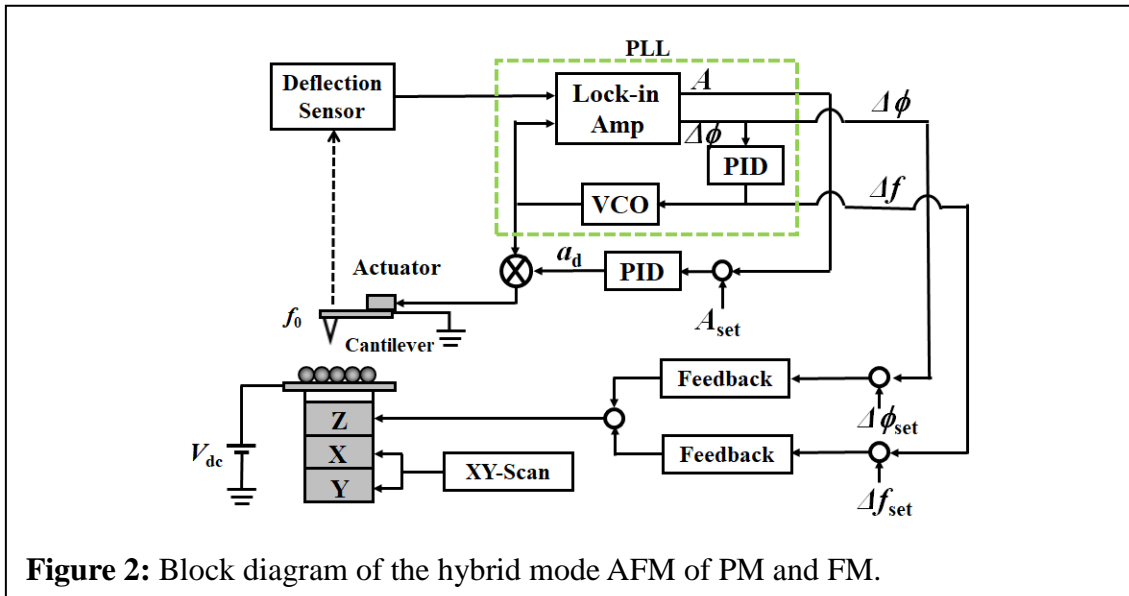 PLL
Deflection
Sensor
Lock-in
Amp
A
Δϕ
Δϕ
PID
Δf
VCO
a_d
PID
Actuator
A_set
f_0
Cantilever
Feedback
Δϕ_set
Z
V_dc
X
Feedback
XY-Scan
Y
Δf_set
Figure 2: Block diagram of the hybrid mode AFM of PM and FM.